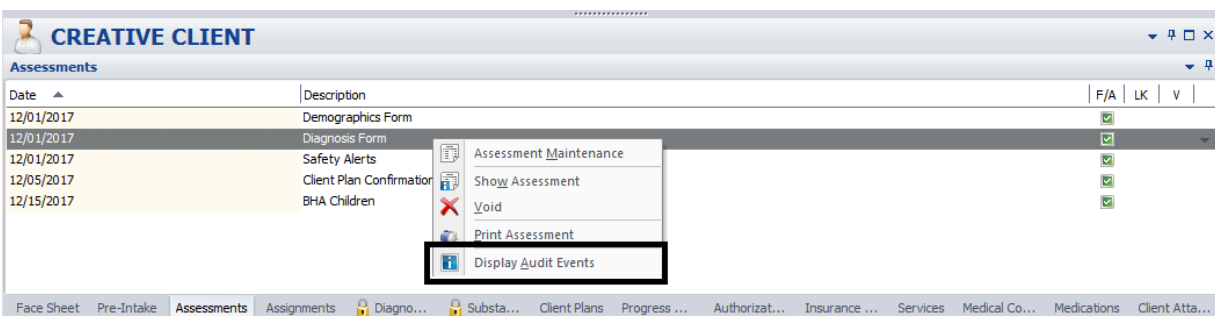 CREATIVE CLIENT
Assessments
Date Description F/A LK V
12/01/2017 Demographics Form
12/01/2017 Diagnosis Form
12/01/2017 Safety Alerts
12/05/2017 Client Plan Confirmation
12/15/2017 BHA Children
Assessment Maintenance
Show Assessment
Void
Print Assessment
Display Audit Events
Face Sheet Pre-Intake Assessments Assignments Diagno... Substa... Client Plans Progress ... Authorizat... Insurance ... Services Medical Co... Medications Client Atta...